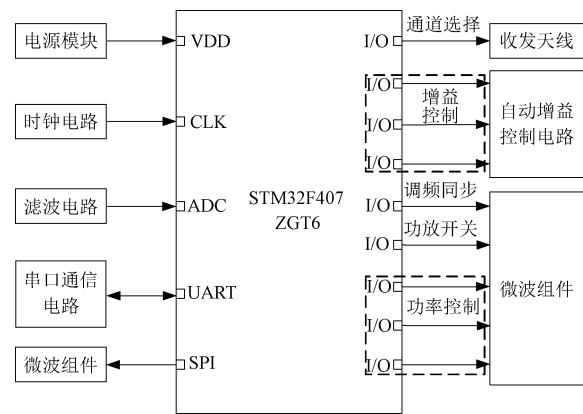 电源模块
VDD
I/O
通道选择
收发天线
时钟电路
CLK
I/O
I/O
I/O
增益
控制
自动增益
控制电路
滤波电路
ADC
STM32F407
ZGT6
I/O
调频同步
I/O
功放开关
串口通信
电路
UART
I/O
I/O
I/O
功率控制
微波组件
微波组件
SPI